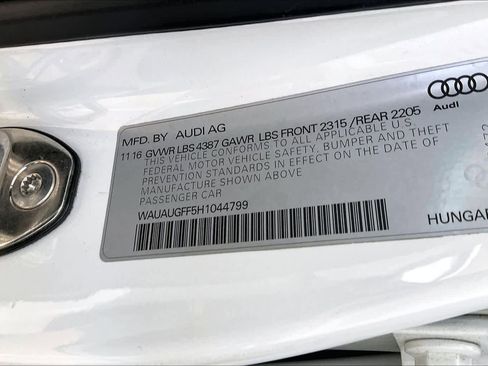 MFD. BY AUDI AG
Audi
1116 GVWR LBS 4387 GAWR LBS FRONT 2315 /REAR 2205
THIS VEHICLE CONFORMS TO ALL APPLICABLE U.S.
FEDERAL MOTOR VEHICLE SAFETY, BUMPER AND THEFT
PREVENTION STANDARDS IN EFFECT ON THE DATE OF
MANUFACTURE SHOWN ABOVE
PASSENGER CAR
WAUAUGFF5H1044799
HUNGAR